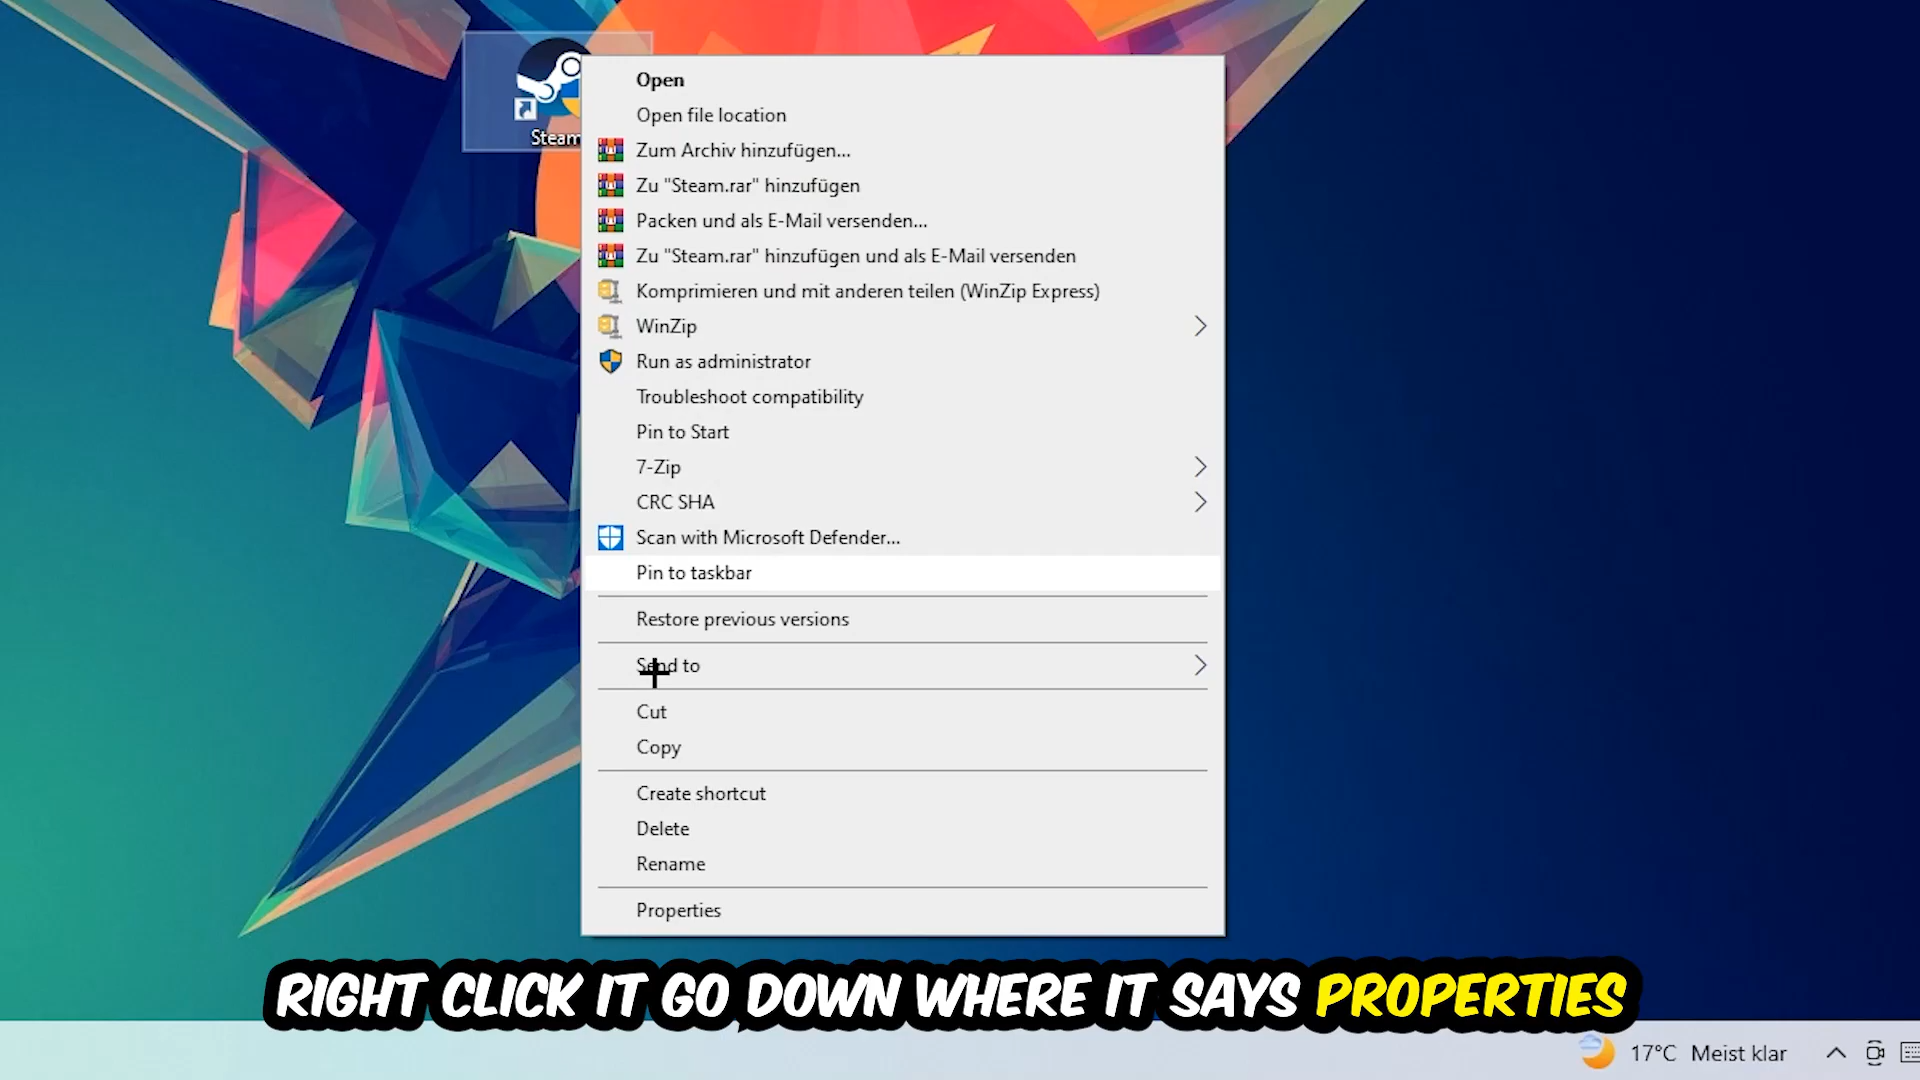 Steam
Open
Open file location
Zum Archiv hinzufügen...
Zu "Steam.rar" hinzufügen
Packen und als E-Mail versenden...
Zu "Steam.rar" hinzufügen und als E-Mail versenden
Komprimieren und mit anderen teilen (WinZip Express)
WinZip
Run as administrator
Troubleshoot compatibility
Pin to Start
7-Zip
CRC SHA
Scan with Microsoft Defender...
Pin to taskbar
Restore previous versions
Send to
Cut
Copy
Create shortcut
Delete
Rename
Properties
RIGHT CLICK IT GO DOWN WHERE IT SAYS PROPERTIES
17°C Meist klar